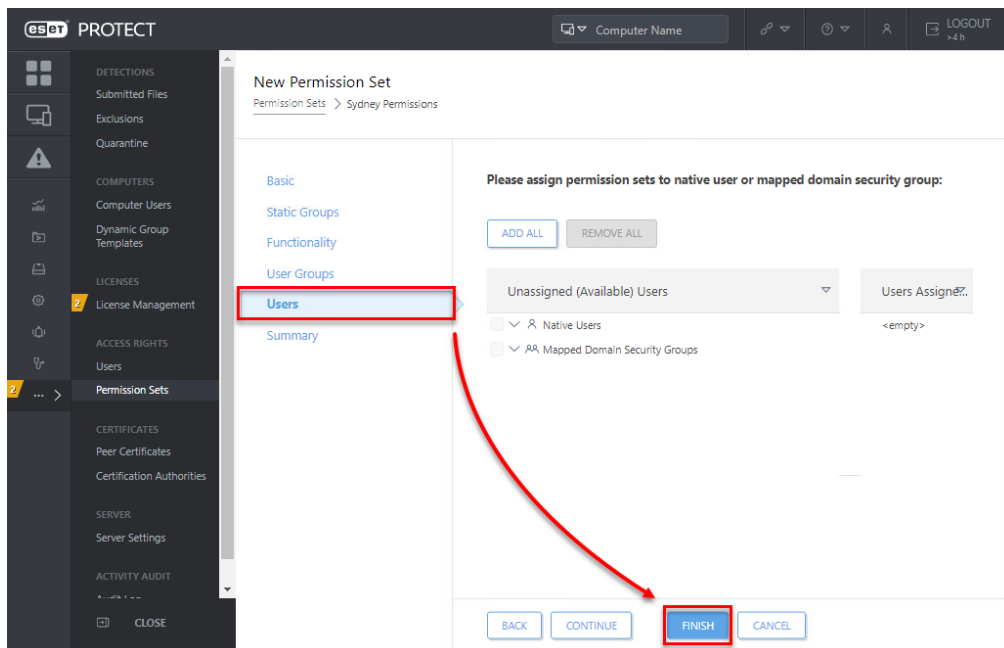 eseT PROTECT
Computer Name
LOGOUT
>4 h
DETECTIONS
Submitted Files
Exclusions
Quarantine
COMPUTERS
Computer Users
Dynamic Group
Templates
LICENSES
2 License Management
ACCESS RIGHTS
Users
2 ... Permission Sets
CERTIFICATES
Peer Certificates
Certification Authorities
SERVER
Server Settings
ACTIVITY AUDIT
Audit Log
CLOSE
New Permission Set
Permission Sets > Sydney Permissions
Basic
Static Groups
Functionality
User Groups
Users
Summary
Please assign permission sets to native user or mapped domain security group:
ADD ALL REMOVE ALL
Unassigned (Available) Users Users Assigne...
Native Users <empty>
Mapped Domain Security Groups
BACK CONTINUE FINISH CANCEL